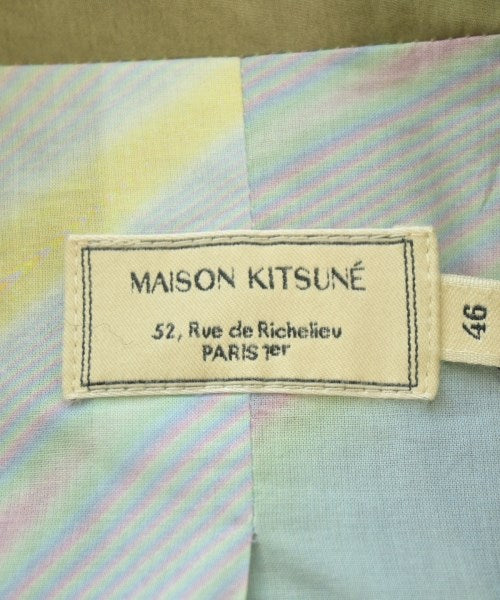 MAISON KITSUNÉ
52, Rue de Richelieu
PARIS 1er
46